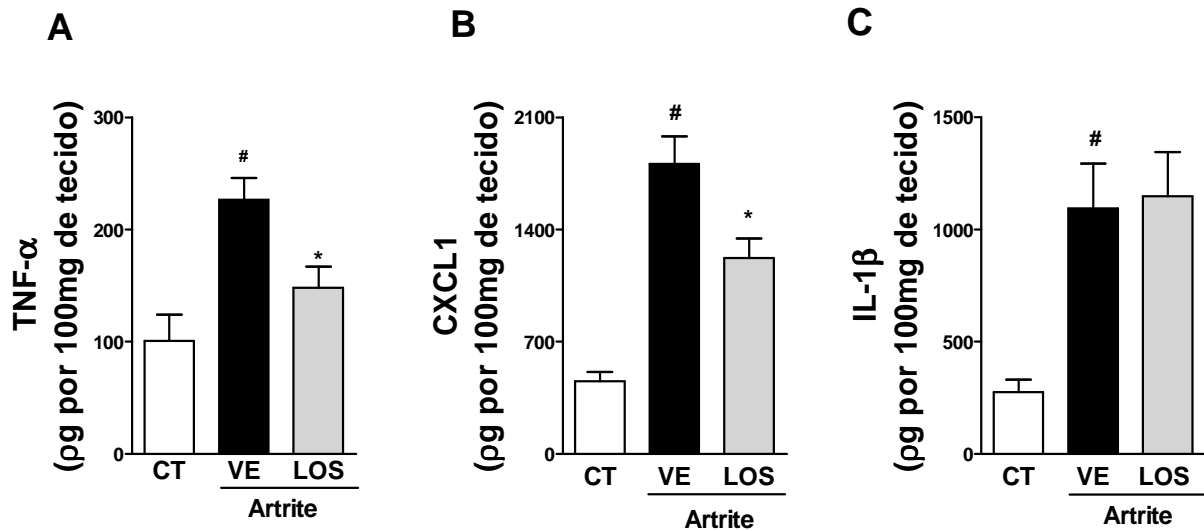 A
TNF-α
(ρg por 100mg de tecido)
300
200
100
0
#
*
CT VE LOS
Artrite
B
CXCL1
(ρg por 100mg de tecido)
2100
1400
700
0
#
*
CT VE LOS
Artrite
C
IL-1β
(ρg por 100mg de tecido)
1500
1000
500
0
#
CT VE LOS
Artrite